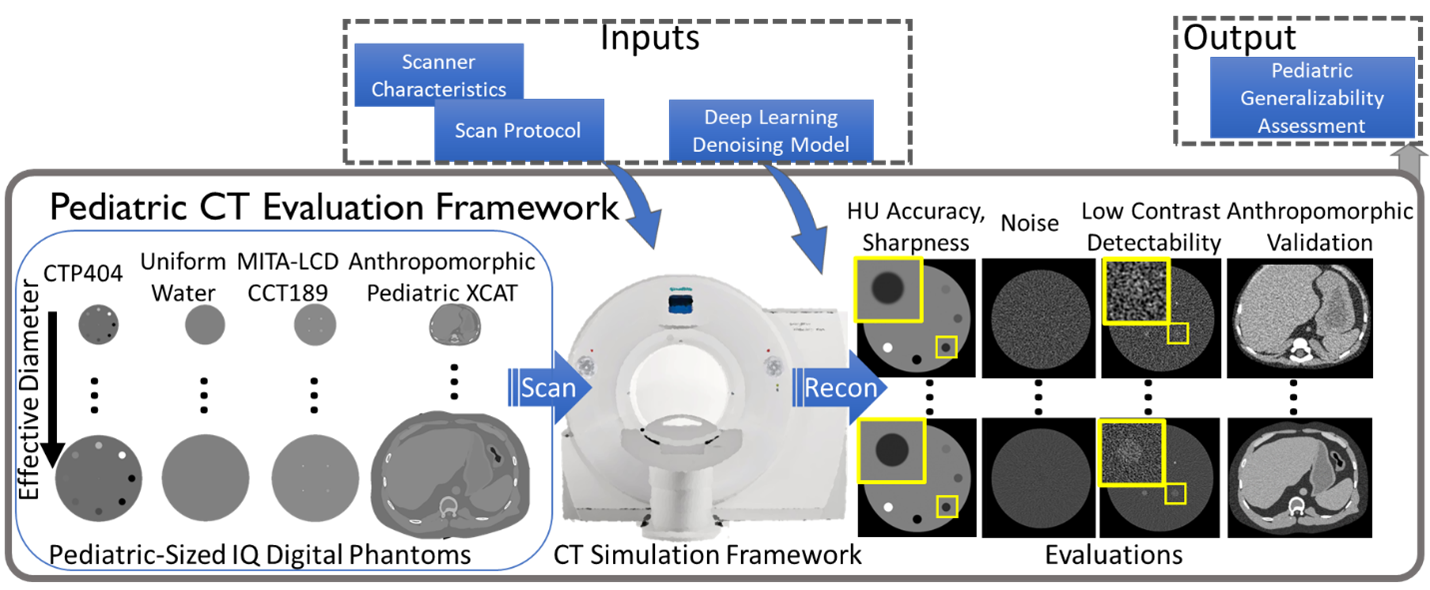 Inputs
Scanner
Characteristics
Scan Protocol
Deep Learning
Denoising Model
Output
Pediatric
Generalizability
Assessment
Pediatric CT Evaluation Framework
CTP404
Uniform
Water
MITA-LCD
CCT189
Anthropomorphic
Pediatric XCAT
Effective Diameter
Pediatric-Sized IQ Digital Phantoms
Scan
CT Simulation Framework
Recon
HU Accuracy,
Sharpness
Noise
Low Contrast
Detectability
Anthropomorphic
Validation
Evaluations